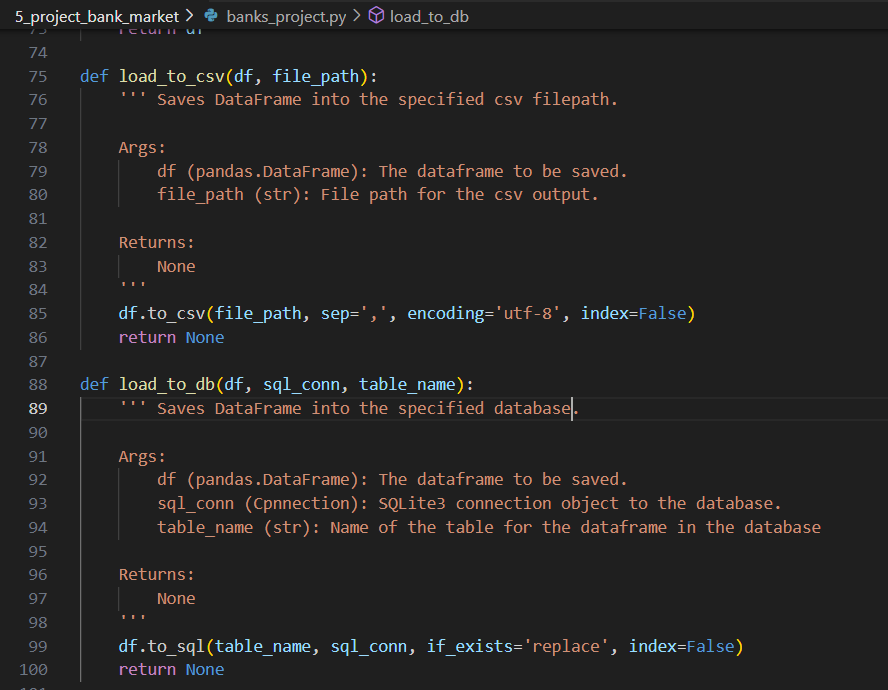 5_project_bank_market > banks_project.py > load_to_db
73 return df
74
75 def load_to_csv(df, file_path):
76 ''' Saves DataFrame into the specified csv filepath.
77
78 Args:
79 df (pandas.DataFrame): The dataframe to be saved.
80 file_path (str): File path for the csv output.
81
82 Returns:
83 None
84 '''
85 df.to_csv(file_path, sep=',', encoding='utf-8', index=False)
86 return None
87
88 def load_to_db(df, sql_conn, table_name):
89 ''' Saves DataFrame into the specified database.
90
91 Args:
92 df (pandas.DataFrame): The dataframe to be saved.
93 sql_conn (Cpnnection): SQLite3 connection object to the database.
94 table_name (str): Name of the table for the dataframe in the database
95
96 Returns:
97 None
98 '''
99 df.to_sql(table_name, sql_conn, if_exists='replace', index=False)
100 return None